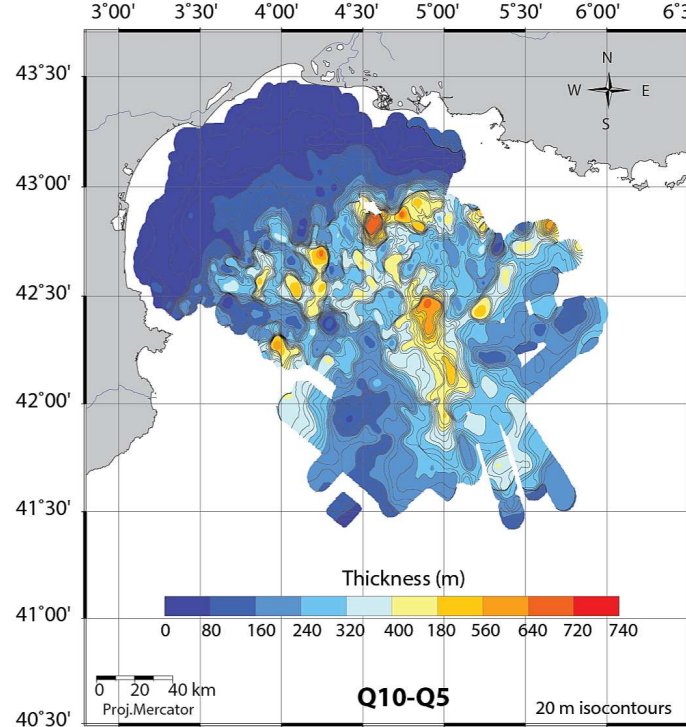 3°00' 3°30' 4°00' 4°30' 5°00' 5°30' 6°00' 6°3
43°30'
N
W E
S
43°00'
42°30'
42°00'
41°30'
Thickness (m)
41°00'
0 80 160 240 320 400 180 560 640 720 740
0 20 40 km
Proj.Mercator
Q10-Q5
20 m isocontours
40°30'